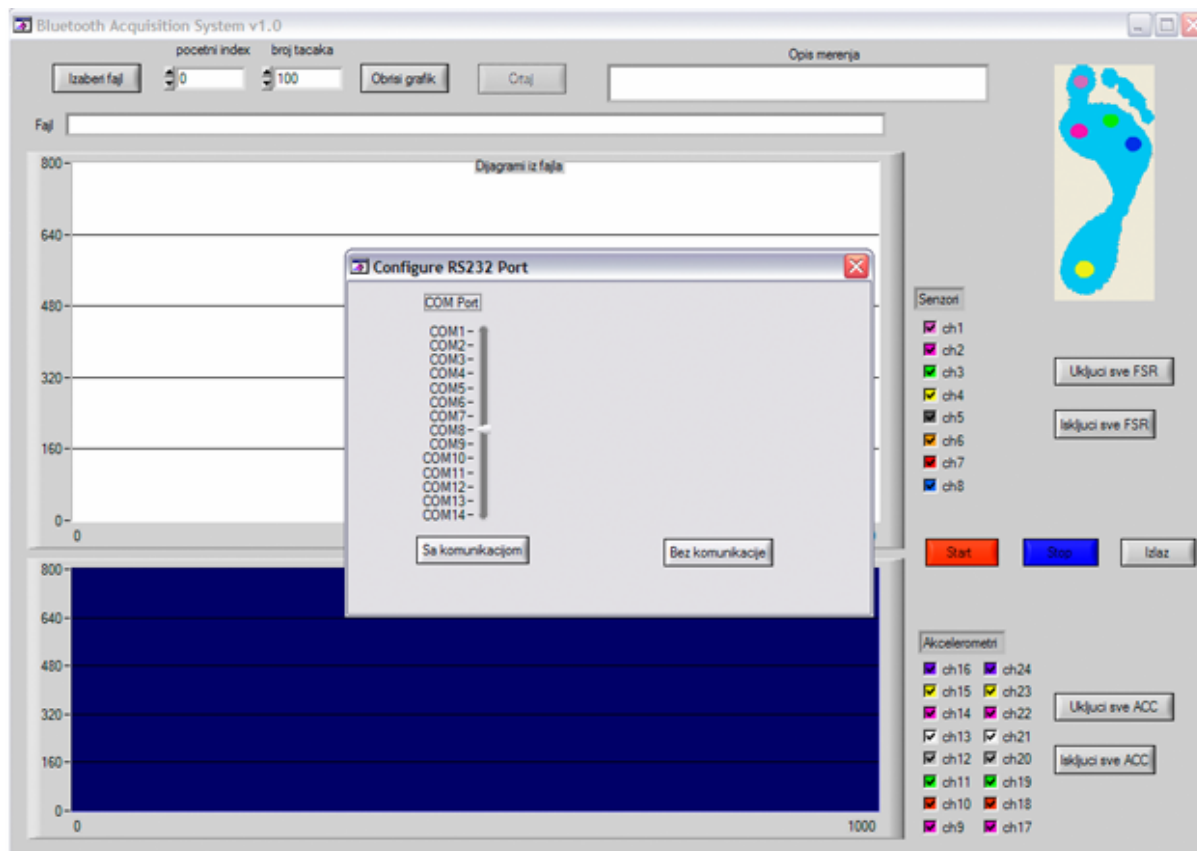 Bluetooth Acquisition System v1.0
pocetni index
broj tacaka
Opis merenja
Izaberi fajl
0
100
Obrisi grafik
Citaj
Fajl
Dijagrami iz fajla
800
640
480
320
160
0
0
Configure RS232 Port
COM Port
COM1
COM2
COM3
COM4
COM5
COM6
COM7
COM8
COM9
COM10
COM11
COM12
COM13
COM14
Sa komunikacijom
Bez komunikacije
Senzori
ch1
ch2
ch3
ch4
ch5
ch6
ch7
ch8
Ukljuci sve FSR
Iskljuci sve FSR
Start
Stop
Izlaz
800
640
480
320
160
0
0
1000
Akcelerometri
ch16 ch24
ch15 ch23
ch14 ch22
ch13 ch21
ch12 ch20
ch11 ch19
ch10 ch18
ch9 ch17
Ukljuci sve ACC
Iskljuci sve ACC